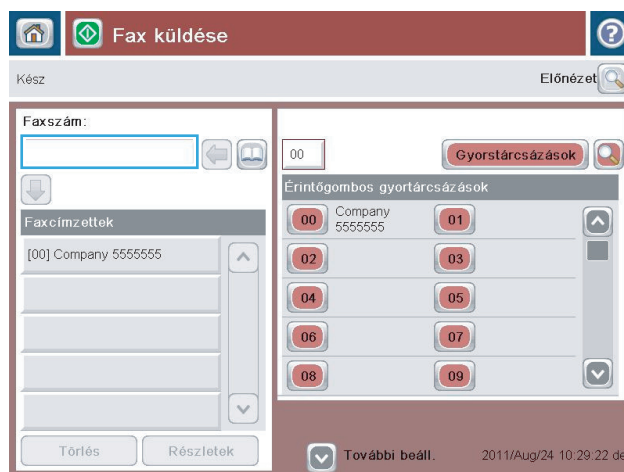 Fax küldése
Kész
Előnézet
Faxszám:
00
Gyorstárcsázások
Érintőgombos gyortárcsázások
Faxcímzettek
[00] Company 5555555
00
Company
5555555
01
02
03
04
05
06
07
08
09
Törlés
Részletek
További beáll.
2011/Aug/24 10:29:22 de